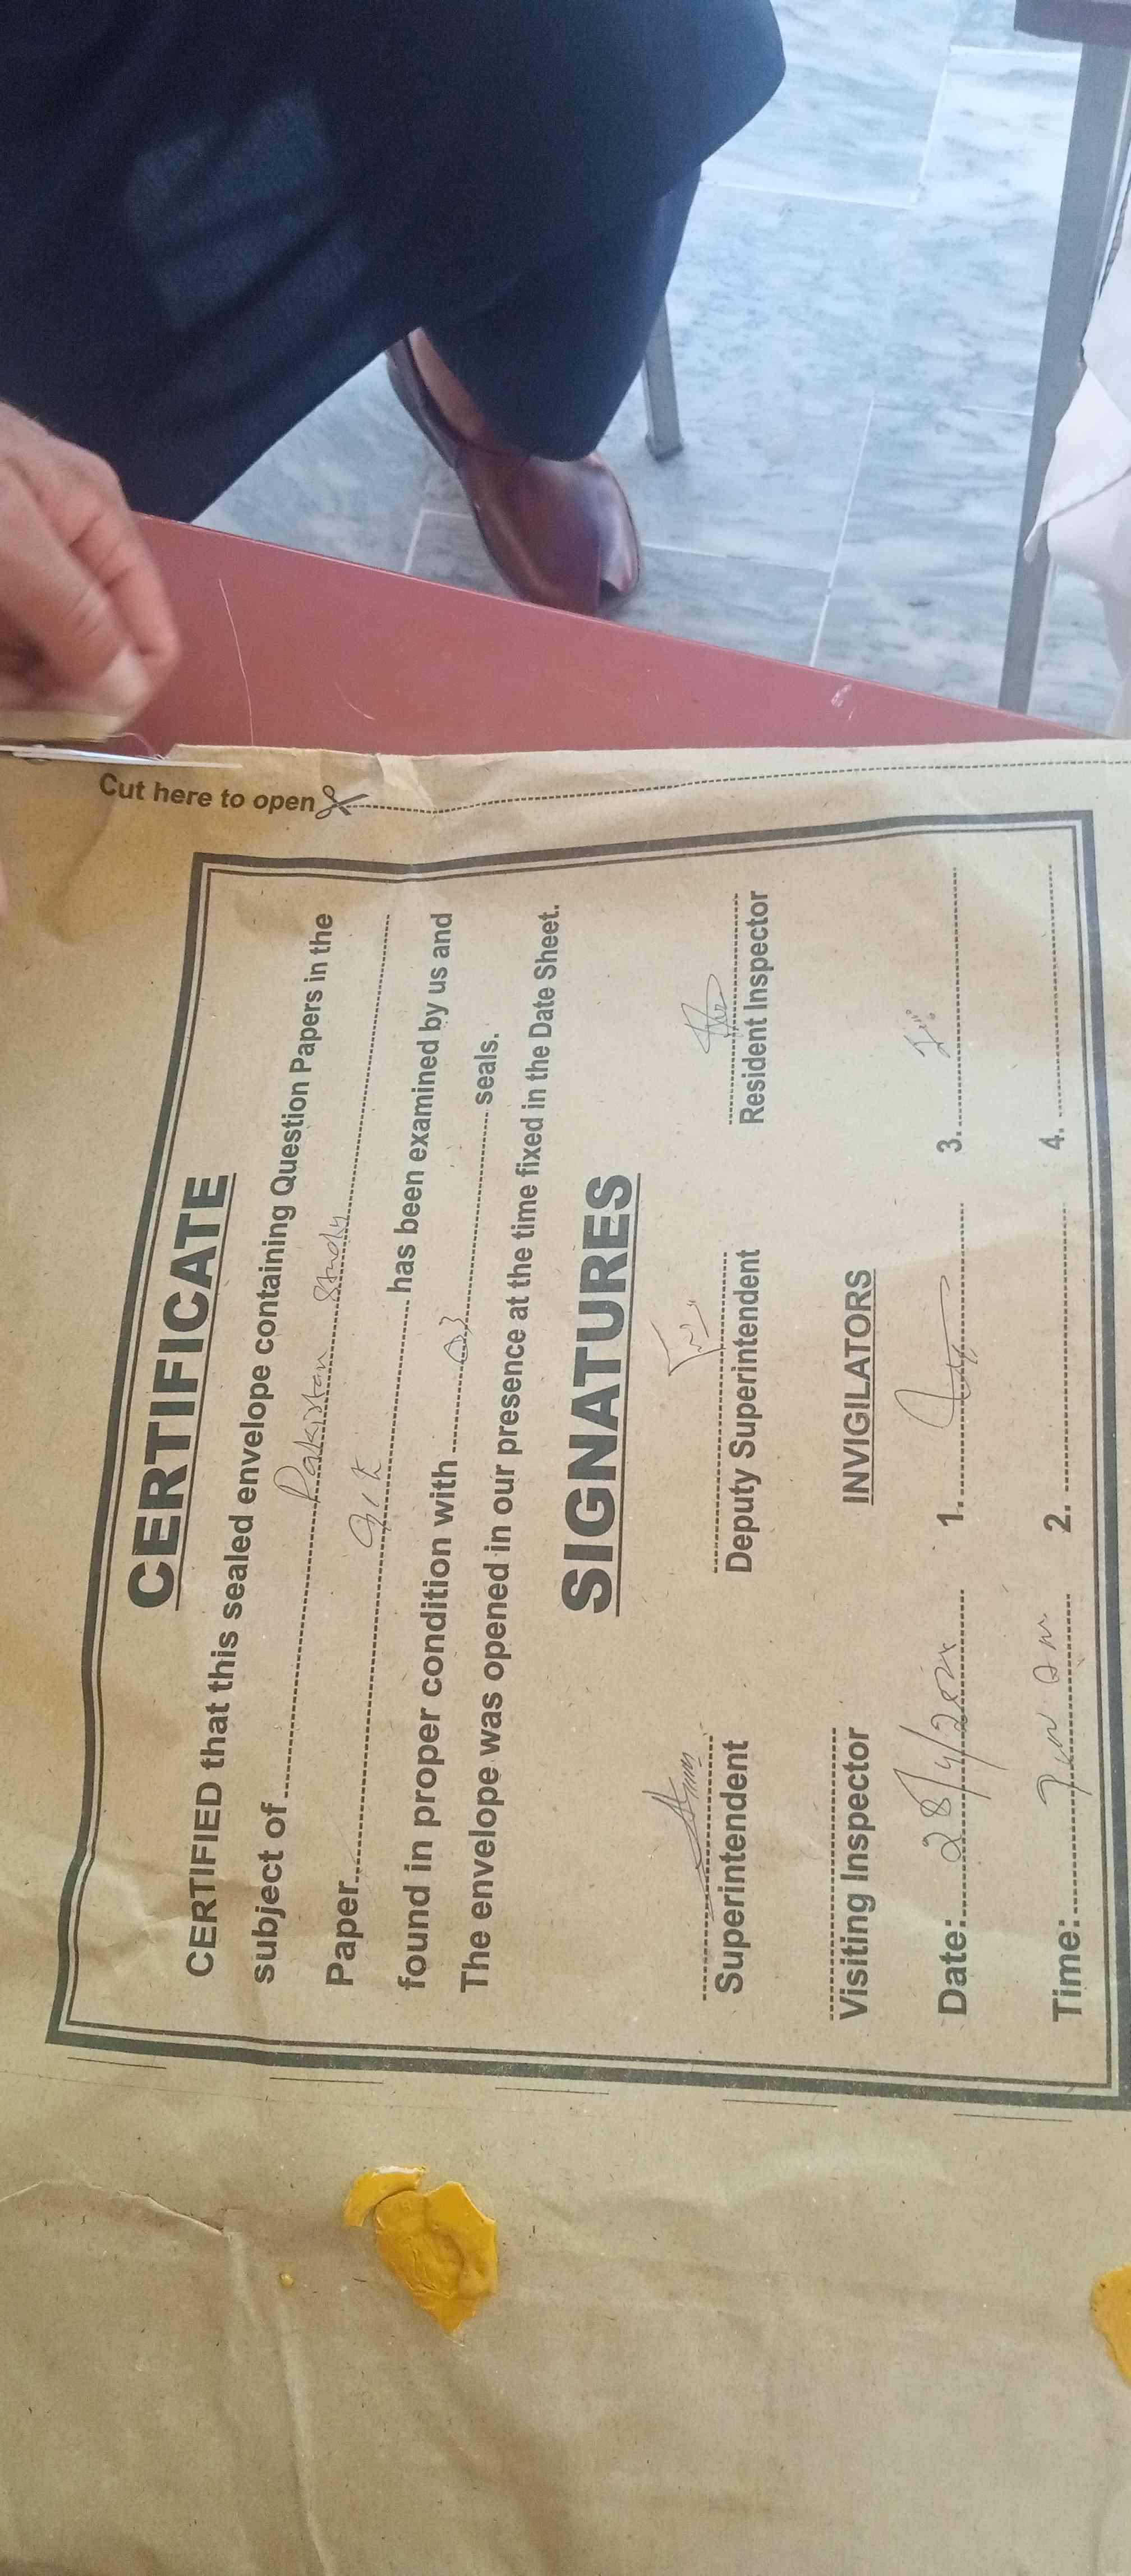 Cut here to open
CERTIFICATE
CERTIFIED that this sealed envelope containing Question Papers in the
subject of Pakistan Study
Paper has been examined by us and
found in proper condition with 03 seals.
The envelope was opened in our presence at the time fixed in the Date Sheet.
SIGNATURES
Superintendent Deputy Superintendent Resident Inspector
Visiting Inspector INVIGILATORS
Date: 28/4/ 1. 3.
Time: 2. 4.